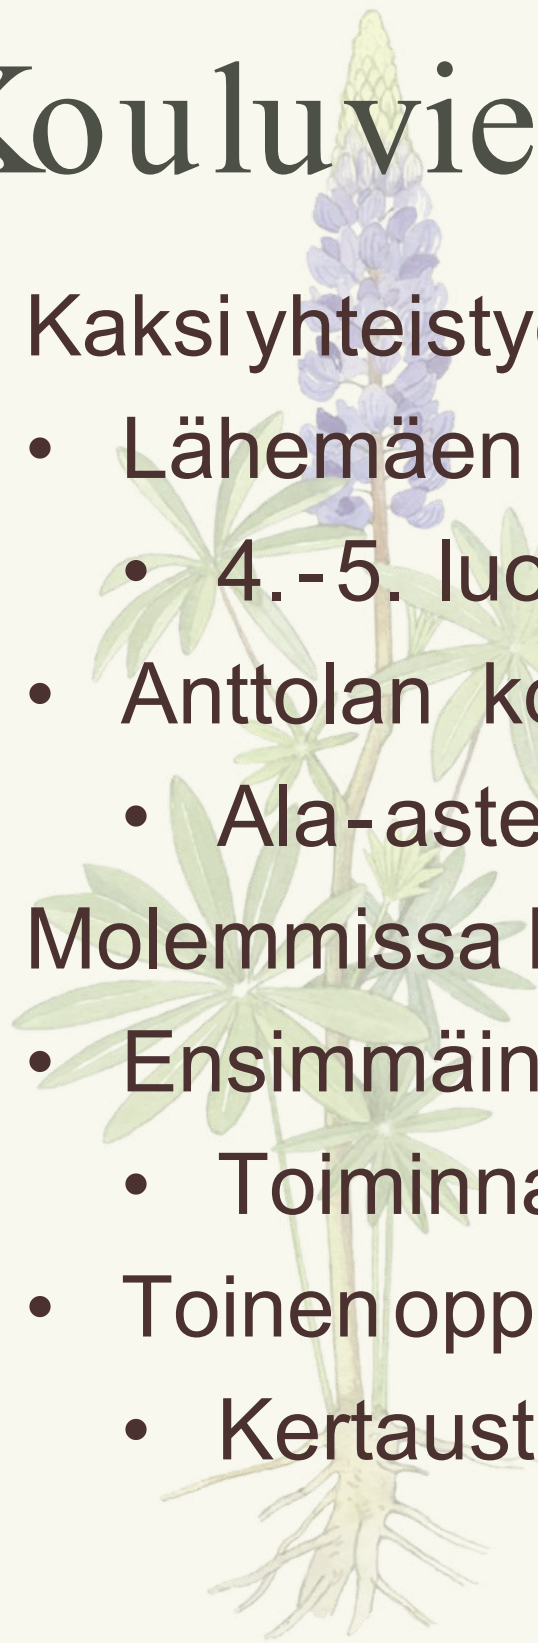 Kouluvie
Kaksi yhteistyö
• Lähemäen
• 4.-5. luo
• Anttolan ko
• Ala-aste
Molemmissa
• Ensimmäin
• Toiminna
• Toinen opp
• Kertaust